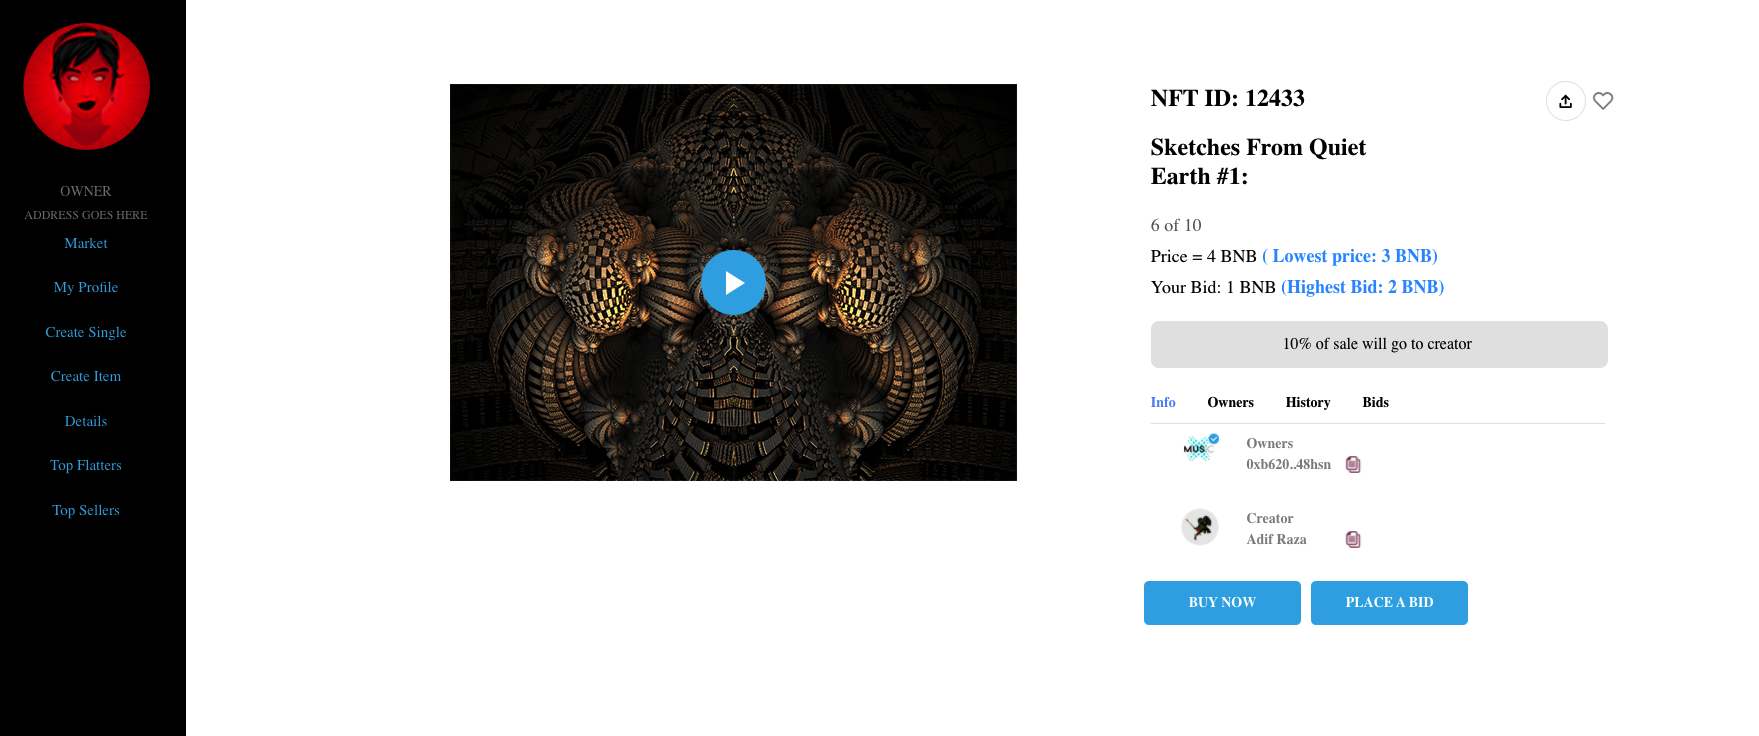 OWNER
ADDRESS GOES HERE
Market
My Profile
Create Single
Create Item
Details
Top Flatters
Top Sellers
NFT ID: 12433
Sketches From Quiet
Earth #1:
6 of 10
Price = 4 BNB ( Lowest price: 3 BNB)
Your Bid: 1 BNB (Highest Bid: 2 BNB)
10% of sale will go to creator
Info Owners History Bids
MUSIC
Owners
0xb620..48hsn
Creator
Adif Raza
BUY NOW PLACE A BID